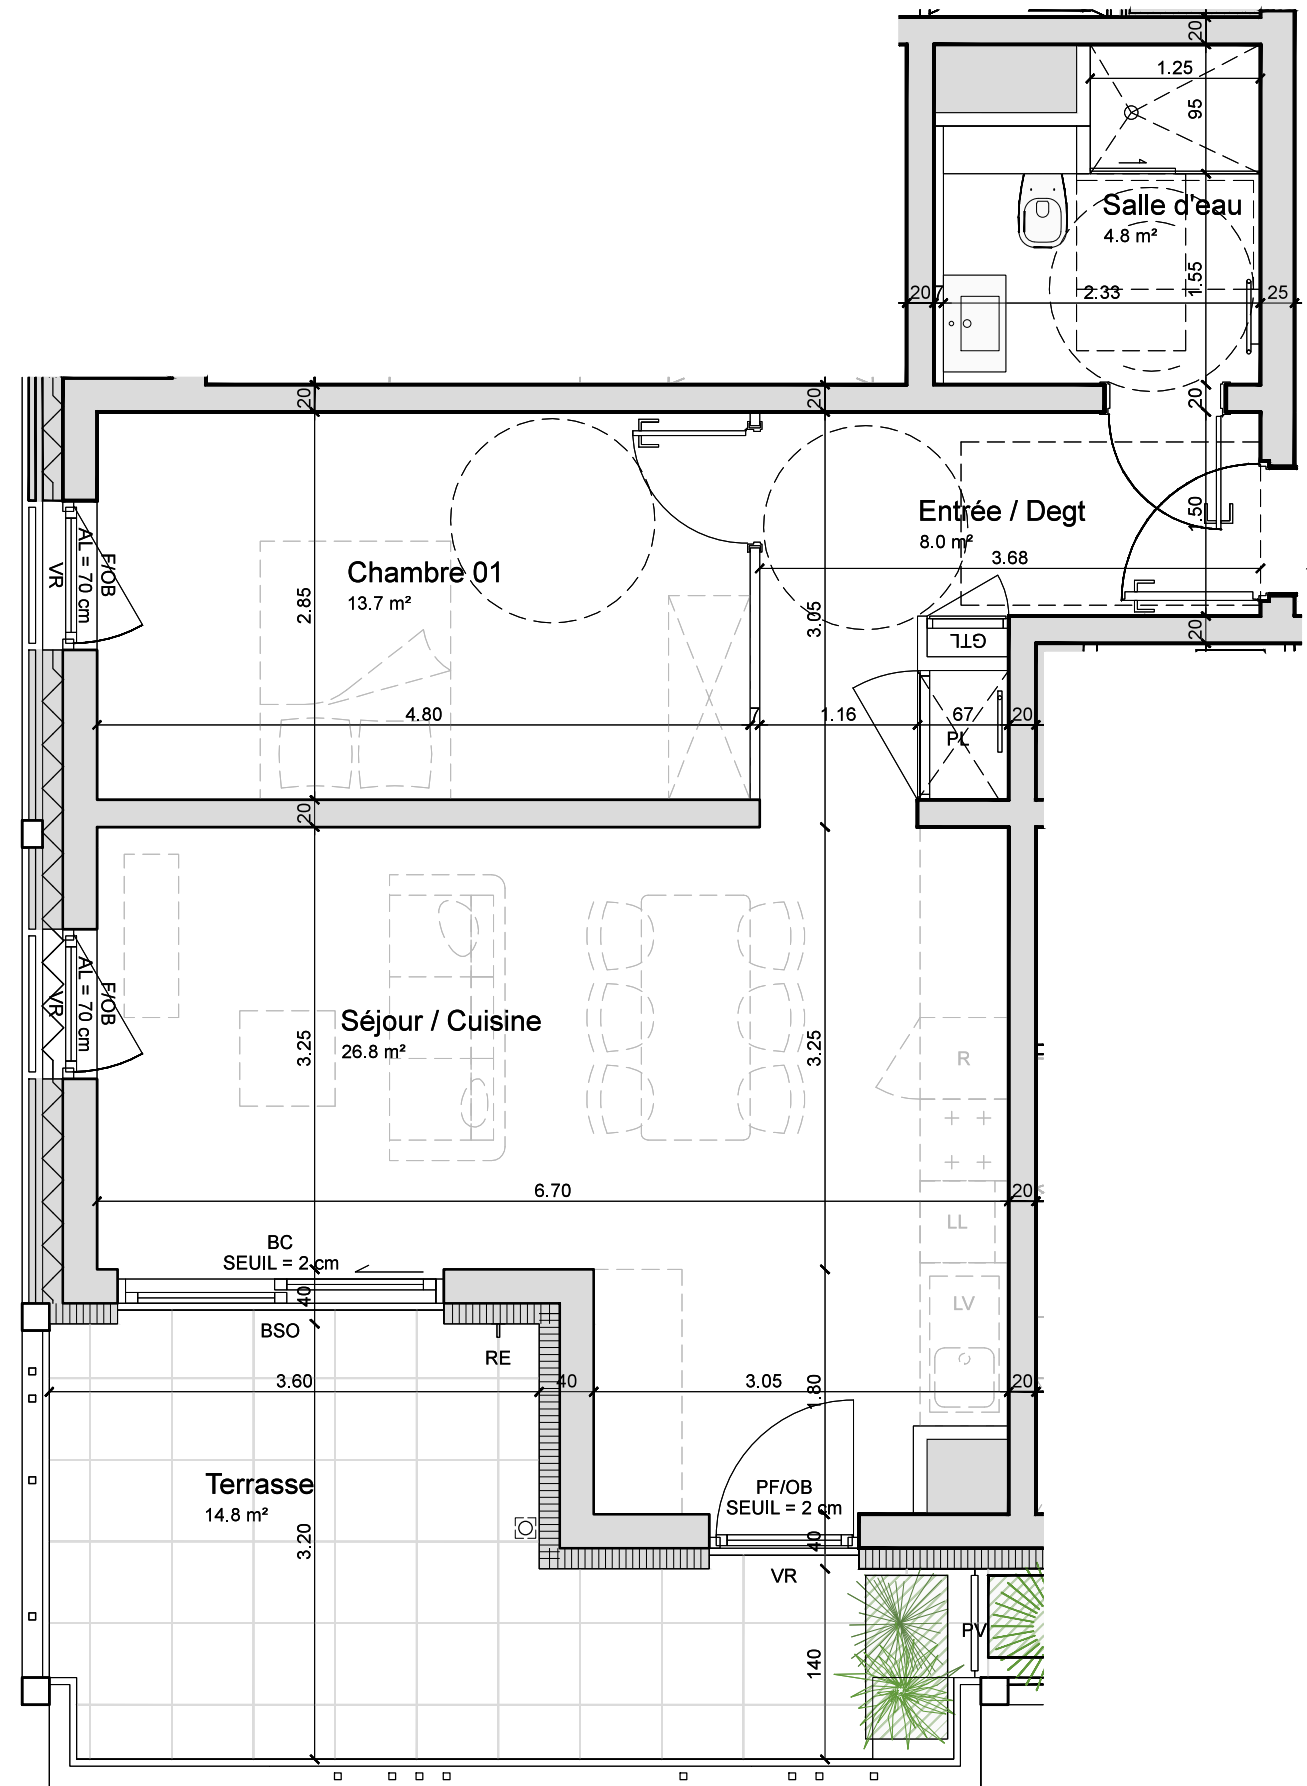 20
1.25
95
Salle d'eau
4.8 m²
1.55
20
7
2.33
25
20
20
20
Entrée / Degt
8.0 m²
1.50
3.68
F/OB
AL = 70 cm
VR
Chambre 01
13.7 m²
2.85
3.05
GTL
20
4.80
7
1.16
67
20
PL
20
F/OB
AL = 70 cm
VR
Séjour / Cuisine
26.8 m²
3.25
3.25
R
6.70
20
LL
BC
SEUIL = 2 cm
40
BSO
LV
RE
3.60
40
3.05
1.80
20
Terrasse
14.8 m²
PF/OB
SEUIL = 2 cm
3.20
40
VR
PV
140